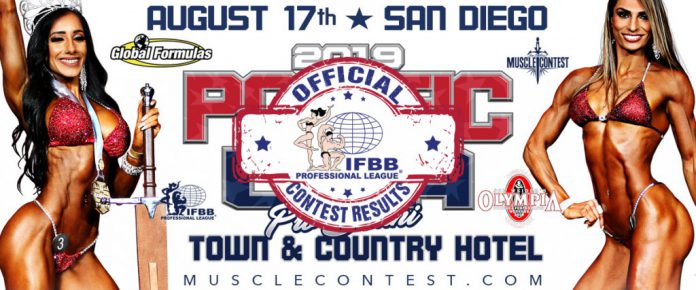 AUGUST 17TH ★ SAN DIEGO
Global Formulas
2019
MUSCLECONTEST
OFFICIAL
IFBB
PROFESSIONAL LEAGUE
CONTEST RESULTS
3
IFBB
PROFESSIONAL LEAGUE
OLYMPIA
TOWN & COUNTRY HOTEL
MUSCLECONTEST.COM